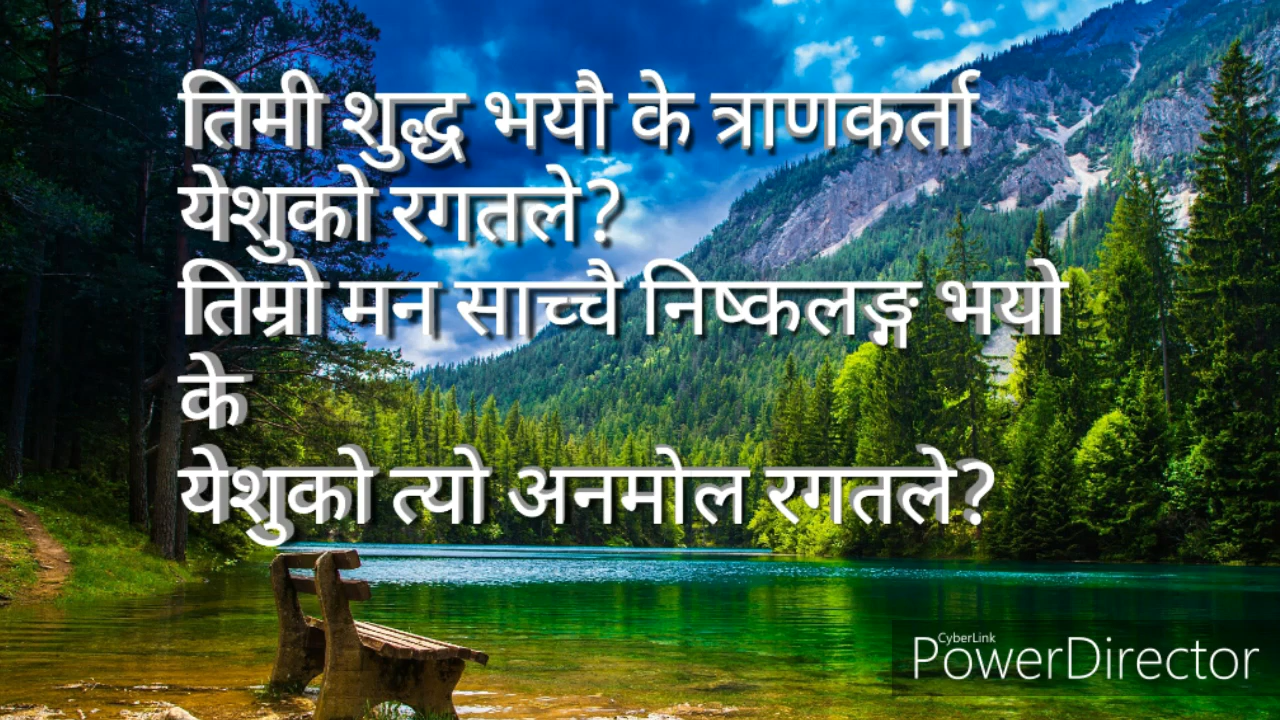 तिमी शुद्ध भयौ के त्राणकर्ता
येशुको रगतले?
तिम्रो मन साच्चै निष्कलङ्क भयो
के
येशुको त्यो अनमोल रगतले?
CyberLink
PowerDirector